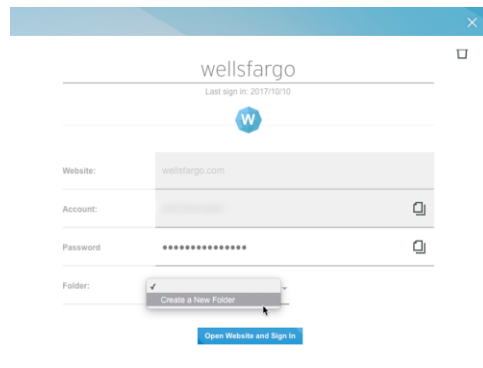 wellsfargo
Last sign in: 2017/10/10
W
Website: wellsfargo.com
Account:
Password ●●●●●●●●●●●●●●●
Folder: ✓
Create a New Folder
Open Website and Sign In